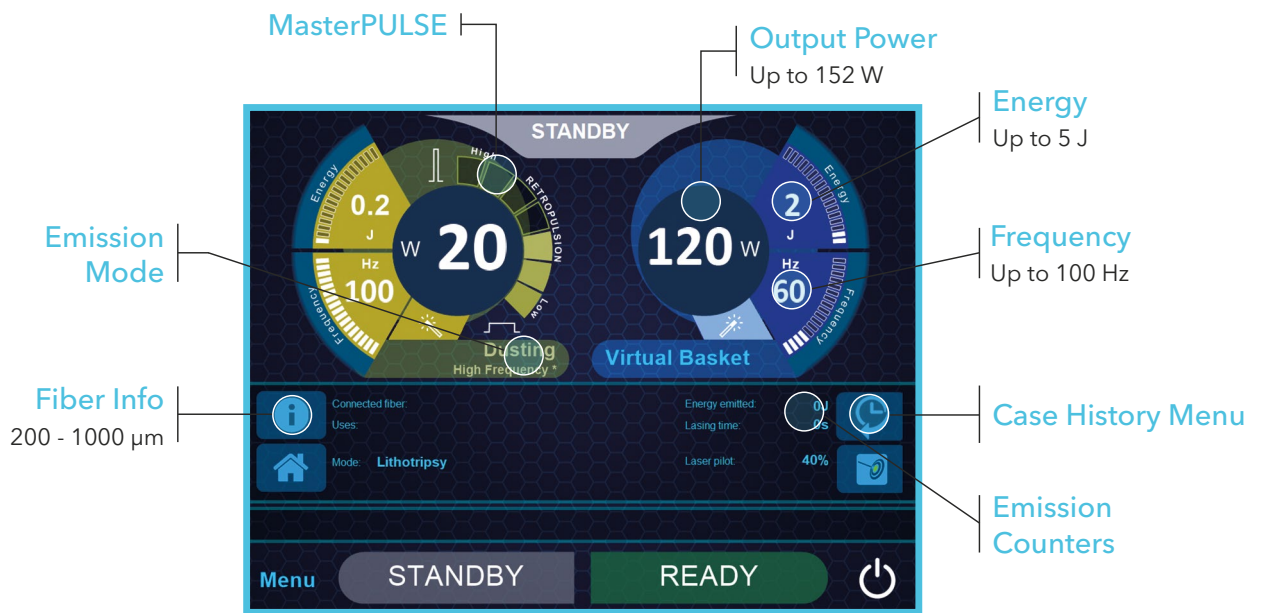 MasterPULSE
Output Power
Up to 152 W
Energy
Up to 5 J
Emission
Mode
Frequency
Up to 100 Hz
Fiber Info
200 - 1000 µm
Case History Menu
Emission
Counters
STANDBY
Energy
0.2
J
Hz
100
Frequency
W 20
High
RETROPULSION
Low
Dusting
High Frequency *
120 W
Energy
2
J
Hz
60
Frequency
Virtual Basket
Connected fiber:
Uses:
Mode: Lithotripsy
Energy emitted: 0J
Lasing time: 0s
Laser pilot: 40%
Menu
STANDBY
READY